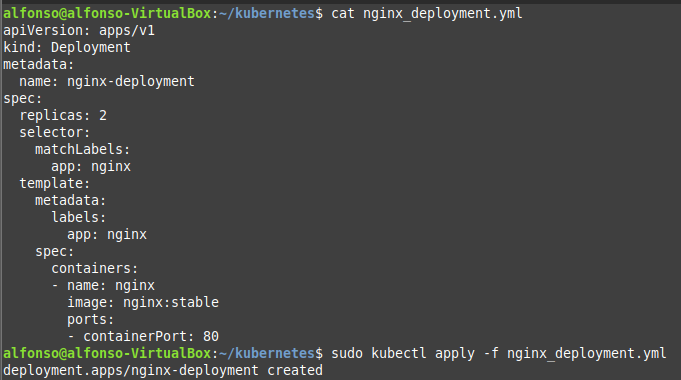 alfonso@alfonso-VirtualBox:~/kubernetes$ cat nginx_deployment.yml
apiVersion: apps/v1
kind: Deployment
metadata:
  name: nginx-deployment
spec:
  replicas: 2
  selector:
    matchLabels:
      app: nginx
  template:
    metadata:
      labels:
        app: nginx
    spec:
      containers:
      - name: nginx
        image: nginx:stable
        ports:
        - containerPort: 80
alfonso@alfonso-VirtualBox:~/kubernetes$ sudo kubectl apply -f nginx_deployment.yml
deployment.apps/nginx-deployment created